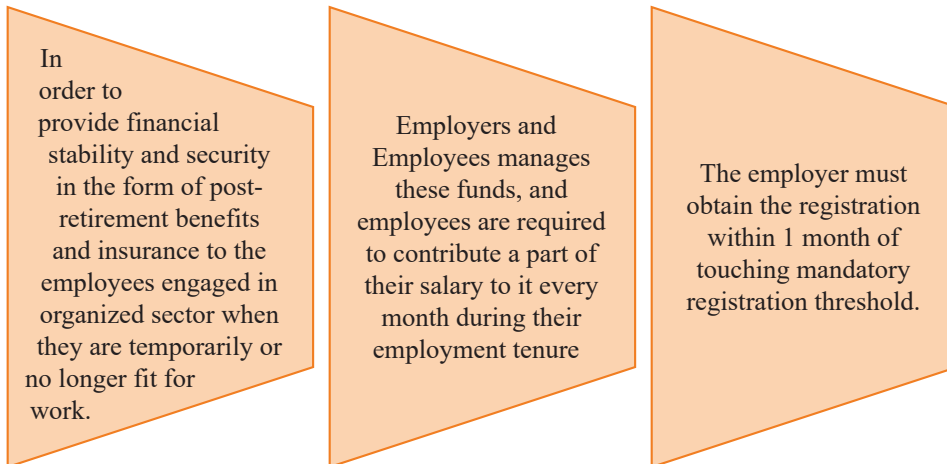 In
order to
provide financial
stability and security
in the form of post-
retirement benefits
and insurance to the
employees engaged in
organized sector when
they are temporarily or
no longer fit for
work.
Employers and
Employees manages
these funds, and
employees are required
to contribute a part of
their salary to it every
month during their
employment tenure
The employer must
obtain the registration
within 1 month of
touching mandatory
registration threshold.